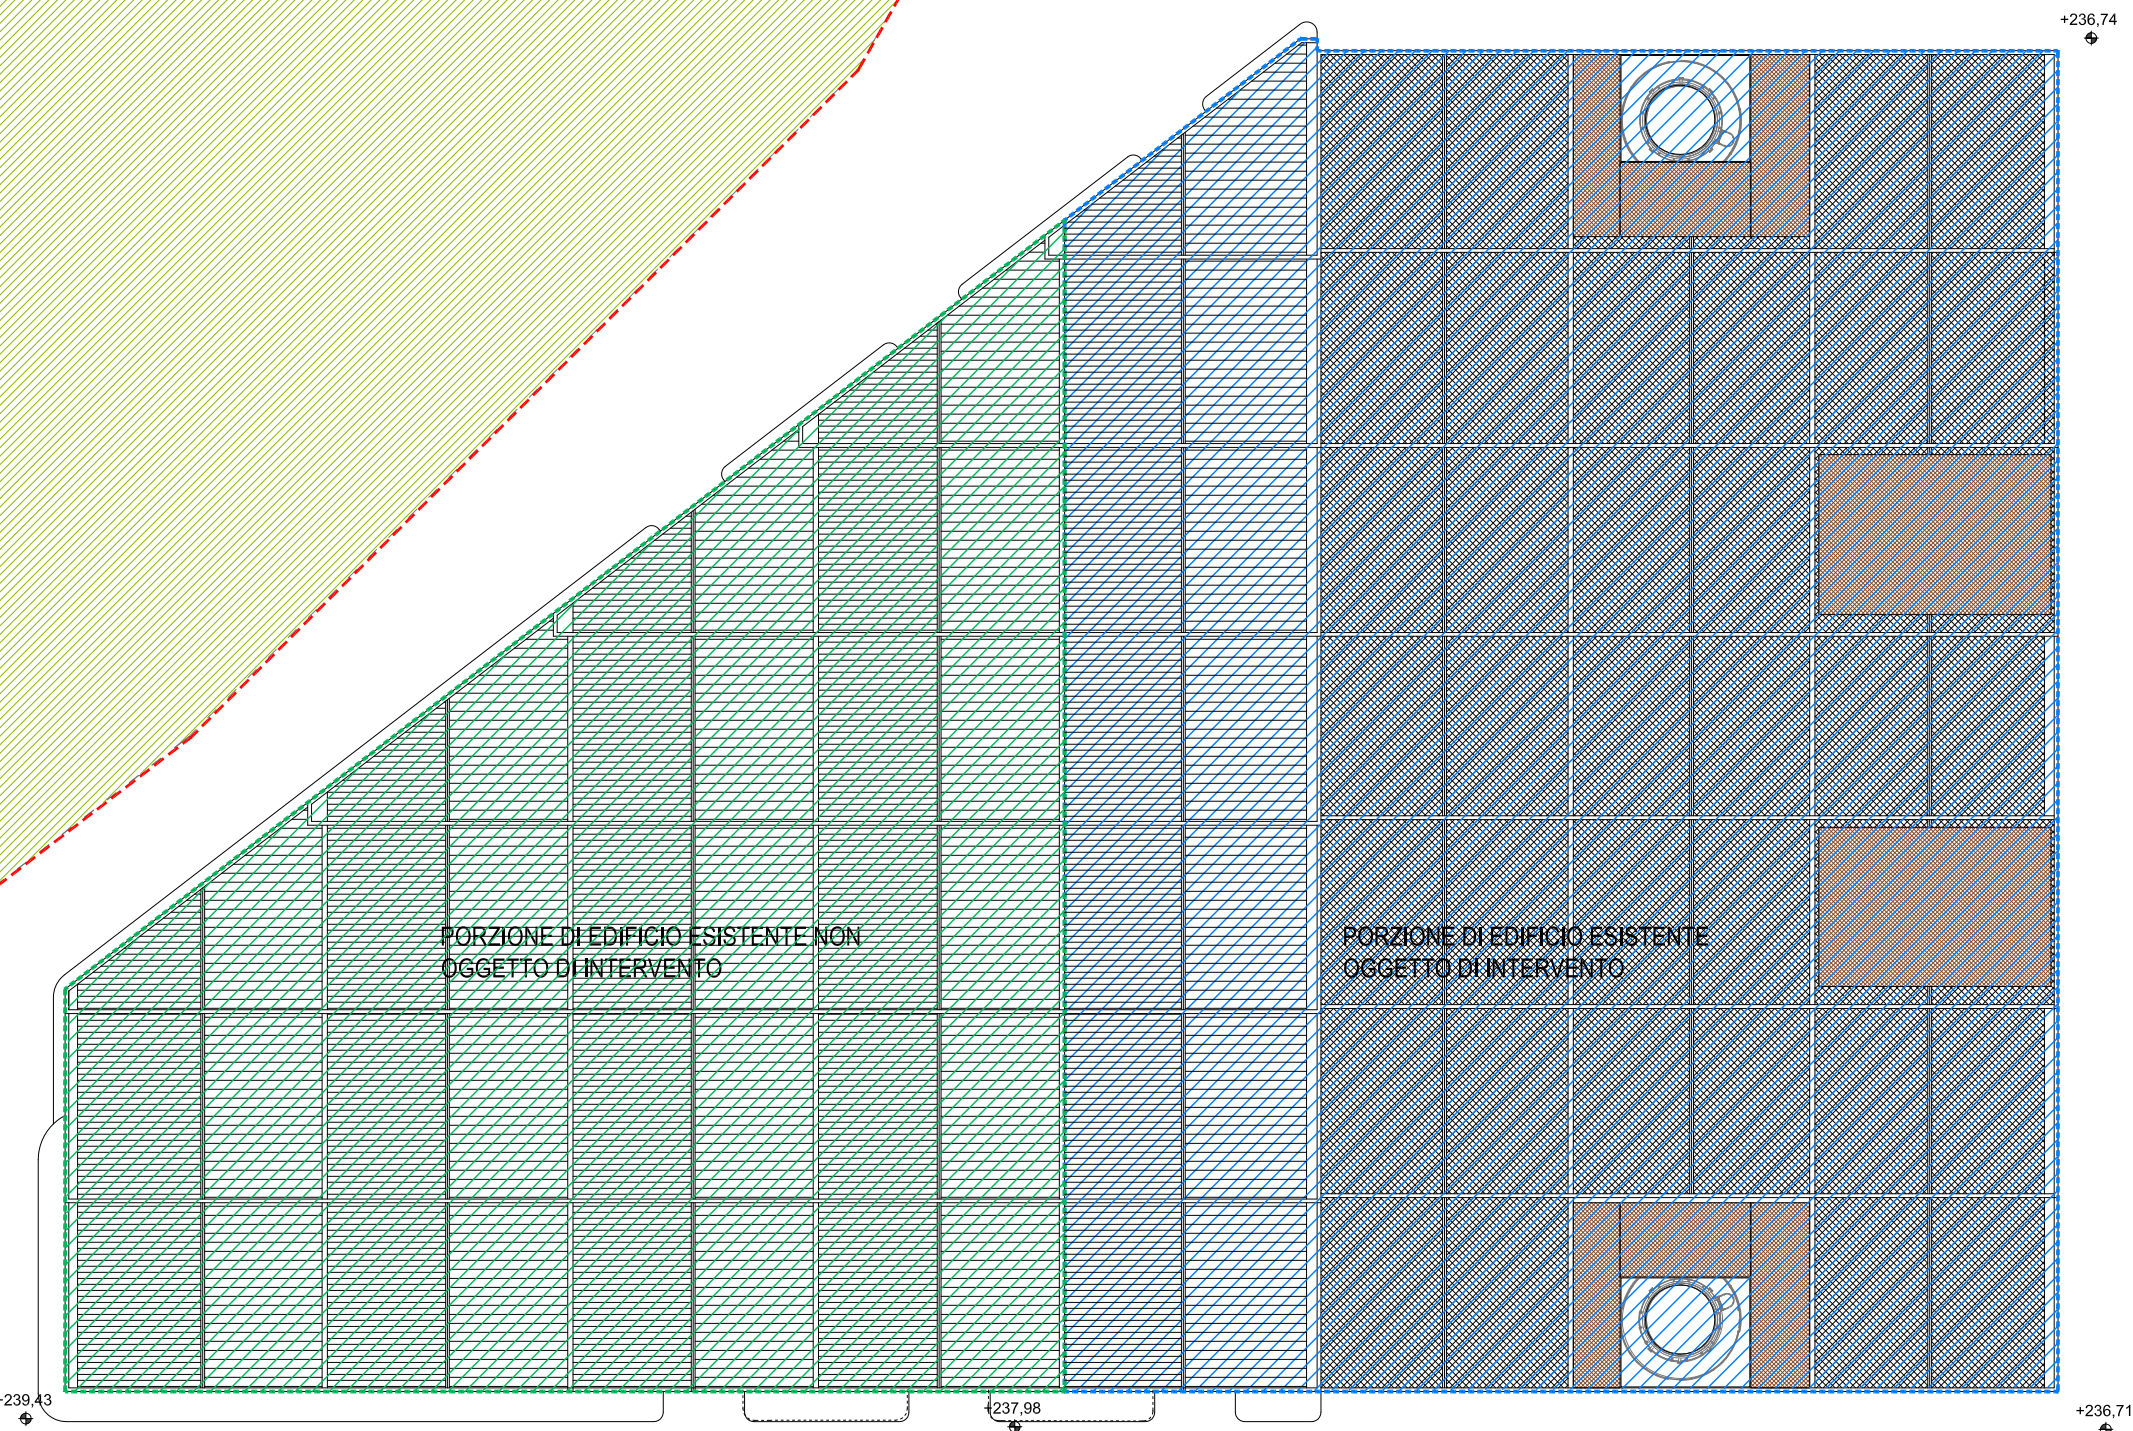 +236,74
PORZIONE DI EDIFICIO ESISTENTE NON
OGGETTO DI INTERVENTO
PORZIONE DI EDIFICIO ESISTENTE
OGGETTO DI INTERVENTO
+239,43
+237,98
+236,71